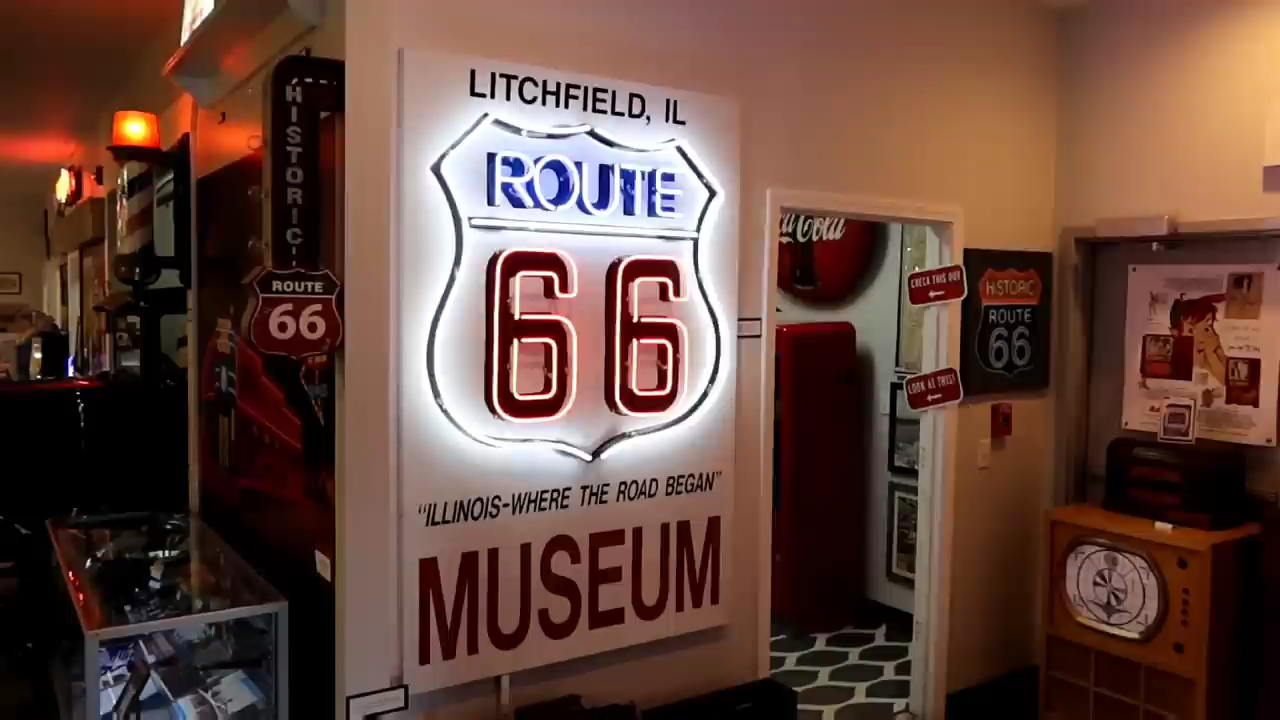 LITCHFIELD, IL
ROUTE
66
"ILLINOIS-WHERE THE ROAD BEGAN"
MUSEUM
HISTORIC
ROUTE
66
Coca Cola
CHECK THIS OUT
LOOK AT THIS!
HISTORIC
ROUTE
66